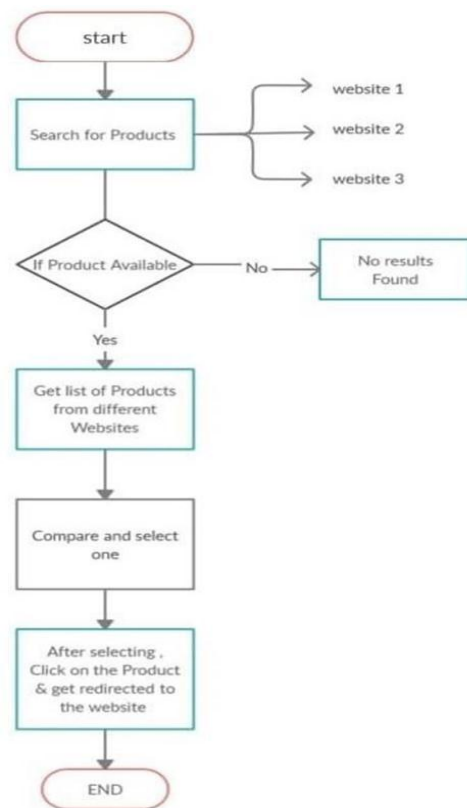 start
Search for Products
website 1
website 2
website 3
If Product Available
No
No results
Found
Yes
Get list of Products
from different
Websites
Compare and select
one
After selecting ,
Click on the Product
& get redirected to
the website
END